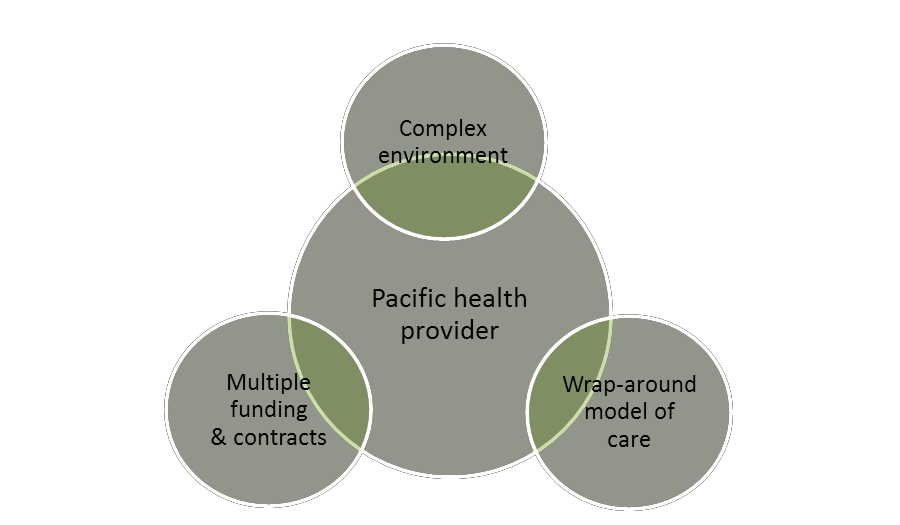 Complex
environment
Pacific health
provider
Multiple
funding
& contracts
Wrap-around
model of
care